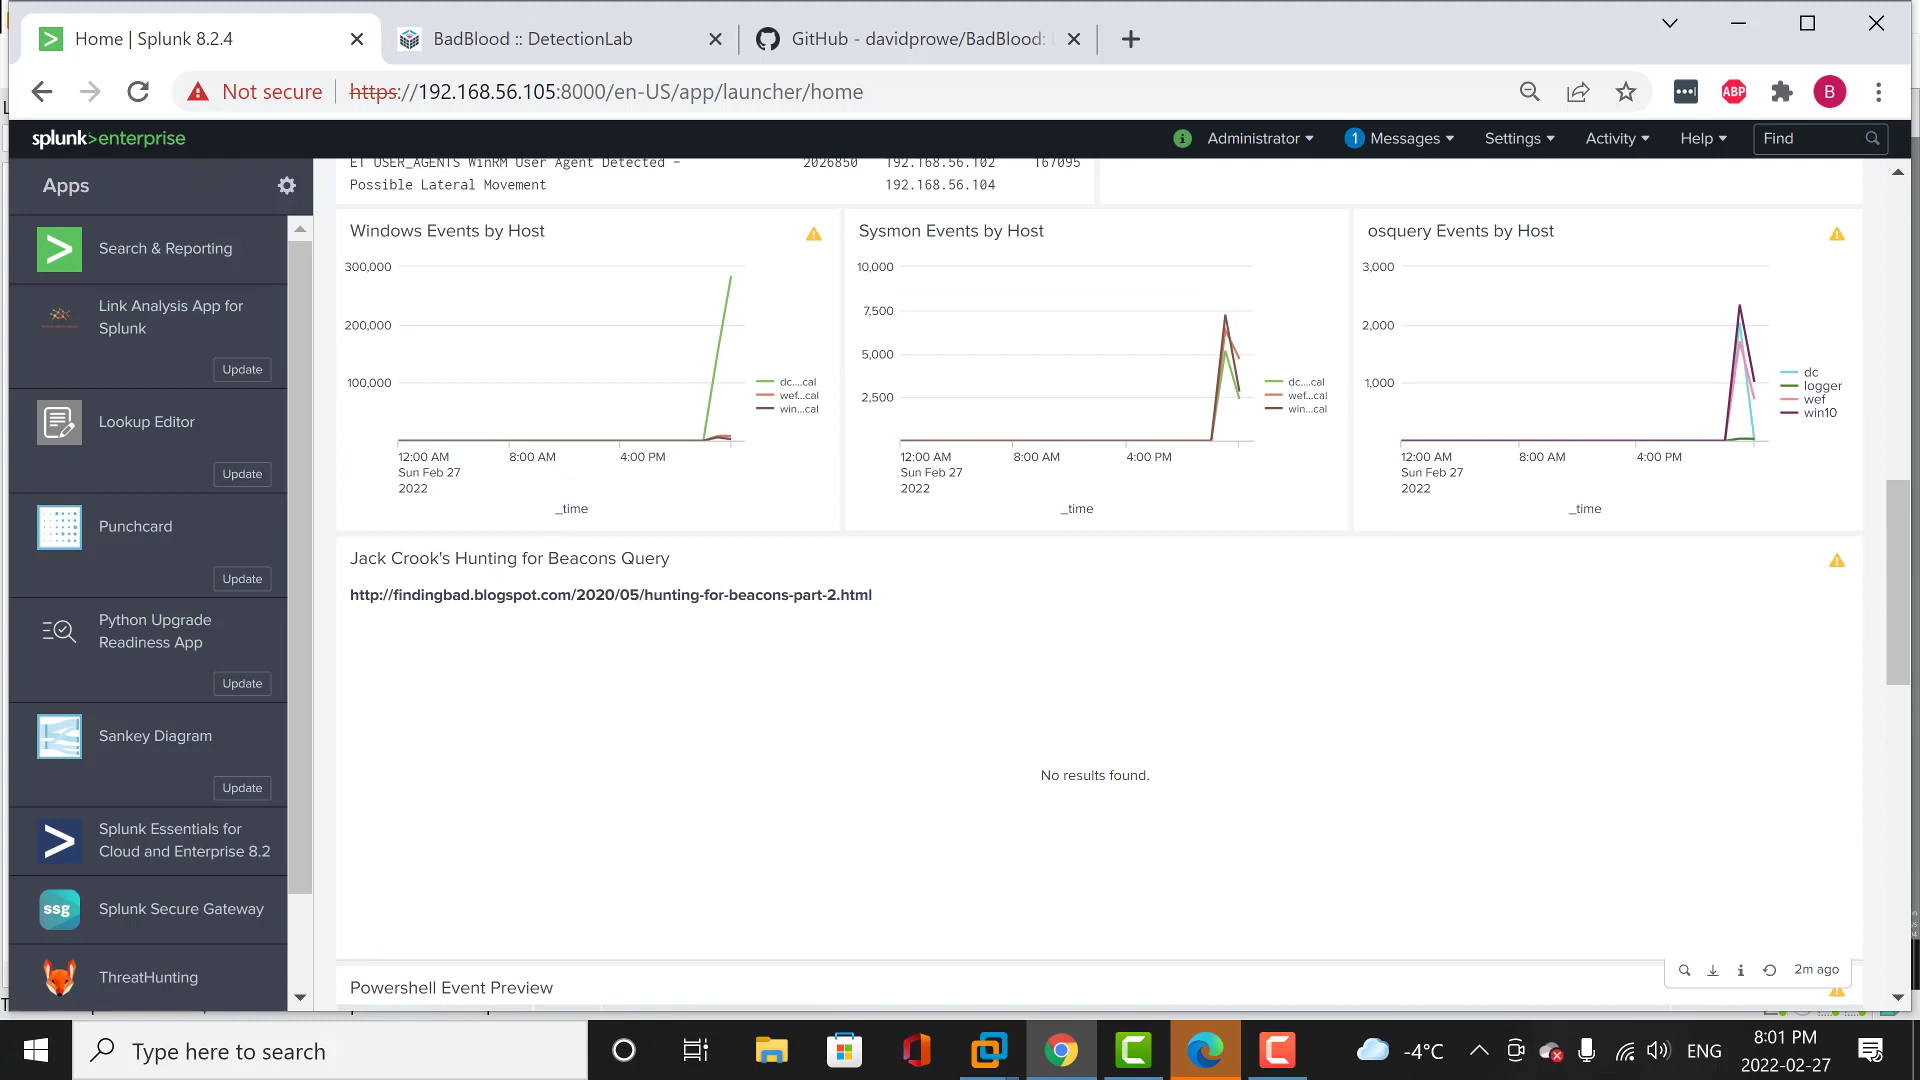 Home | Splunk 8.2.4
BadBlood :: DetectionLab
GitHub - davidprowe/BadBlood:
Not secure
https://192.168.56.105:8000/en-US/app/launcher/home
ABP
B
splunk>enterprise
i
Administrator
1
Messages
Settings
Activity
Help
Find
Apps
Search & Reporting
Link Analysis App for
Splunk
Update
Lookup Editor
Update
Punchcard
Update
Python Upgrade
Readiness App
Update
Sankey Diagram
Update
Splunk Essentials for
Cloud and Enterprise 8.2
ssg
Splunk Secure Gateway
ThreatHunting
ET USER_AGENTS WinRM User Agent Detected - 2026850 192.168.56.102 167095
Possible Lateral Movement 192.168.56.104
Windows Events by Host
300,000
200,000
100,000
12:00 AM 8:00 AM 4:00 PM
Sun Feb 27
2022
_time
dc....cal
wef...cal
win...cal
Sysmon Events by Host
10,000
7,500
5,000
2,500
12:00 AM 8:00 AM 4:00 PM
Sun Feb 27
2022
_time
dc....cal
wef...cal
win...cal
osquery Events by Host
3,000
2,000
1,000
12:00 AM 8:00 AM 4:00 PM
Sun Feb 27
2022
_time
dc
logger
wef
win10
Jack Crook's Hunting for Beacons Query
http://findingbad.blogspot.com/2020/05/hunting-for-beacons-part-2.html
No results found.
2m ago
Powershell Event Preview
Type here to search
-4°C
ENG
8:01 PM
2022-02-27